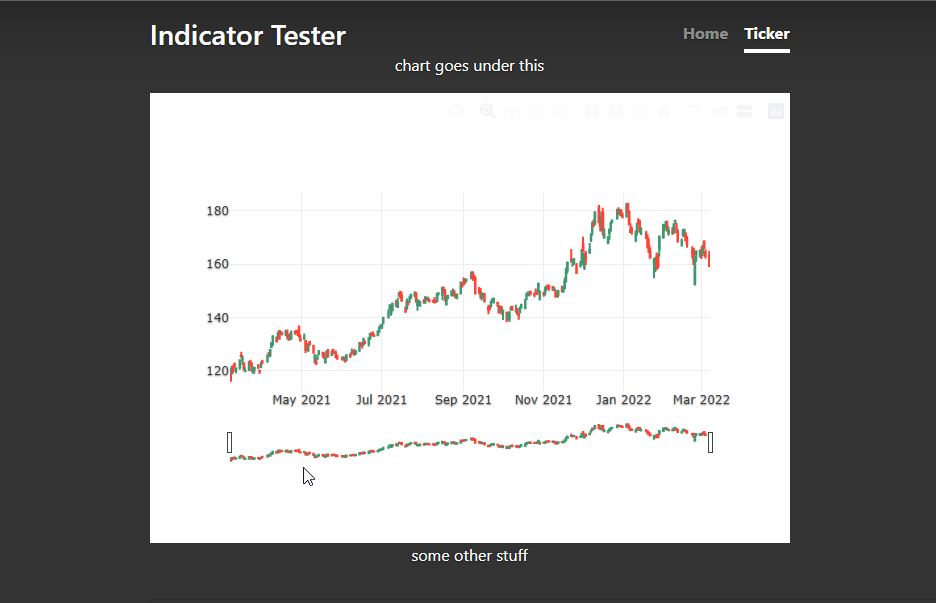 Indicator Tester
Home Ticker
chart goes under this
180
160
140
120
May 2021 Jul 2021 Sep 2021 Nov 2021 Jan 2022 Mar 2022
some other stuff